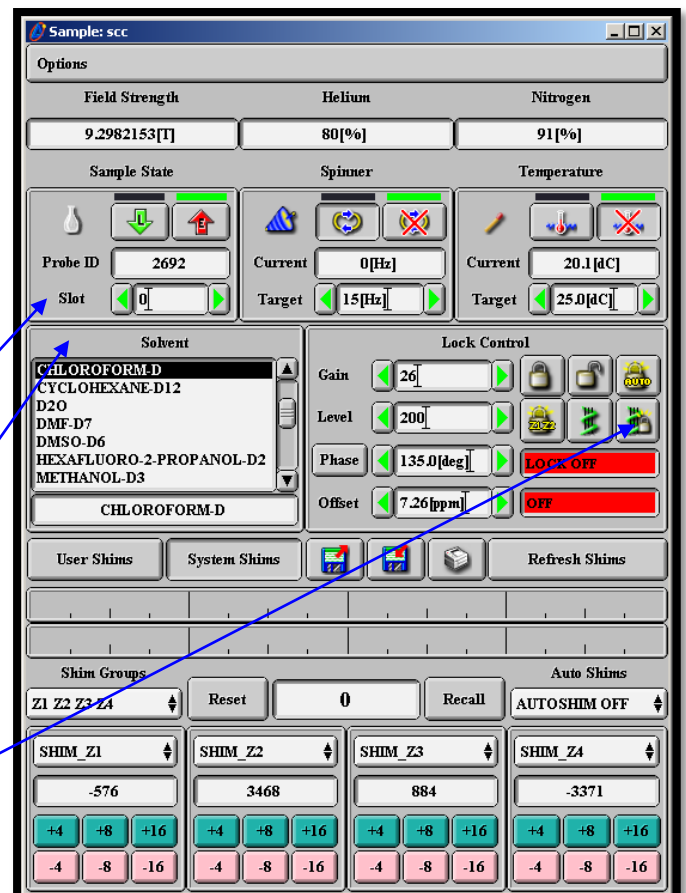 Sample: scc
Options
Field Strength Helium Nitrogen
9.2982153[T] 80[%] 91[%]
Sample State Spinner Temperature
L E
Probe ID 2692 Current 0[Hz] Current 20.1[dC]
Slot 0 Target 15[Hz] Target 25.0[dC]
Solvent
CHLOROFORM-D
CYCLOHEXANE-D12
D2O
DMF-D7
DMSO-D6
HEXAFLUORO-2-PROPANOL-D2
METHANOL-D3
CHLOROFORM-D
Lock Control
Gain 26 AUTO
Level 200 Z1Z2
Phase 135.0[deg] LOCK OFF
Offset 7.26[ppm] OFF
User Shims System Shims Refresh Shims
Shim Groups Auto Shims
Z1 Z2 Z3 Z4 Reset 0 Recall AUTOSHIM OFF
SHIM_Z1 SHIM_Z2 SHIM_Z3 SHIM_Z4
-576 3468 884 -3371
+4 +8 +16 +4 +8 +16 +4 +8 +16 +4 +8 +16
-4 -8 -16 -4 -8 -16 -4 -8 -16 -4 -8 -16